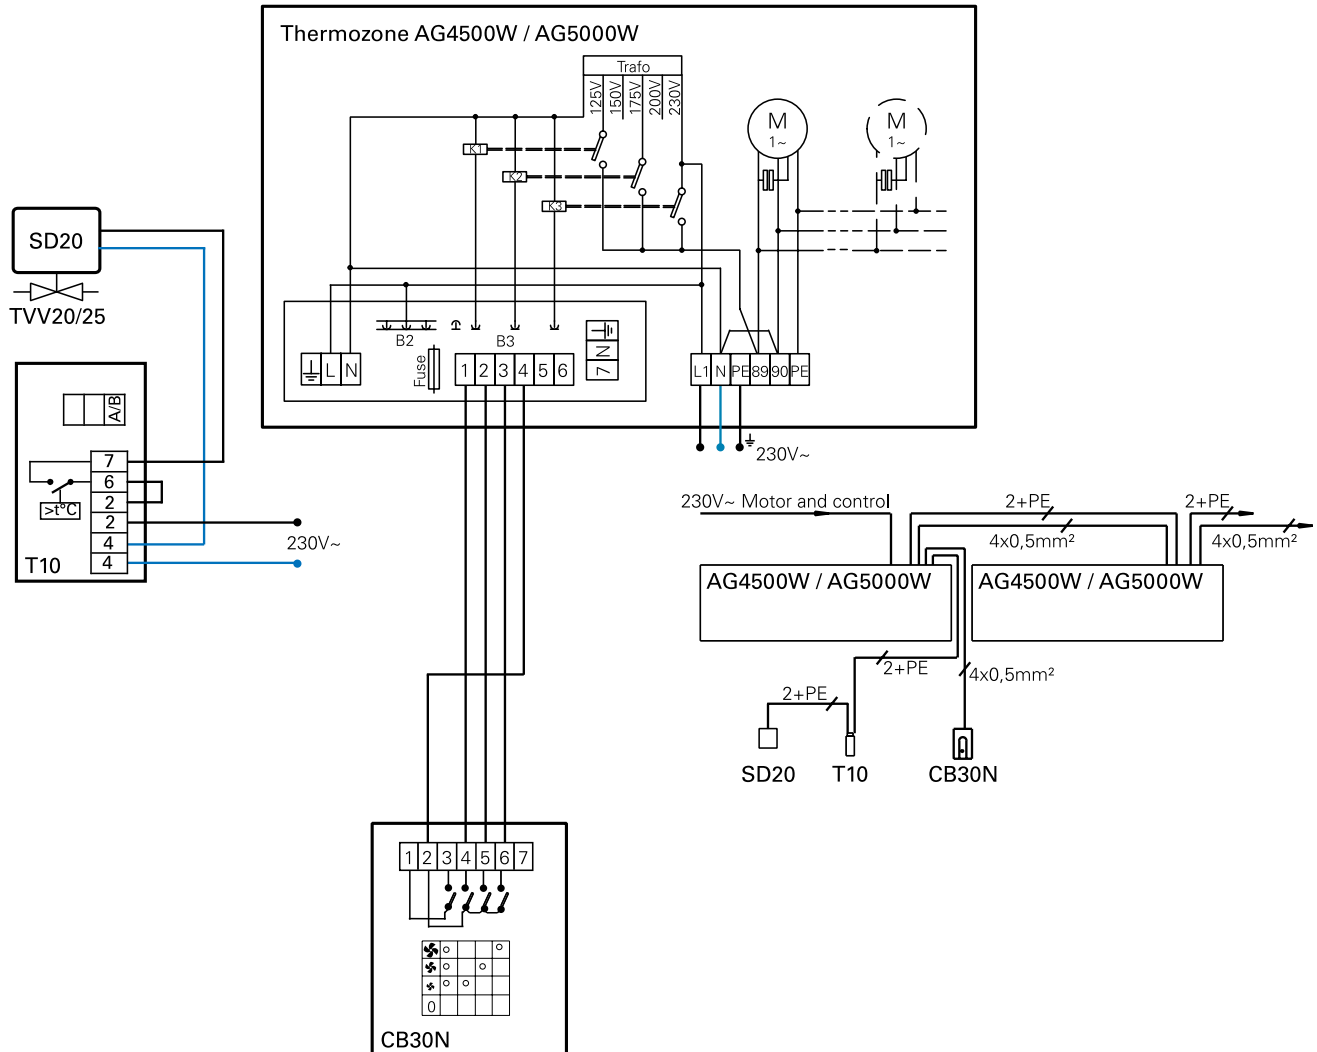 Thermozone AG4500W / AG5000W
Trafo
125V
150V
175V
200V
230V
M
1~
M
1~
K1
K2
K3
SD20
TVV20/25
B2
B3
L N
Fuse
1 2 3 4 5 6
N
7
L1 N PE 89 90 PE
230V~
A/B
7
6
2
2
4
4
>t°C
T10
230V~
230V~ Motor and control
2+PE
2+PE
4x0,5mm²
4x0,5mm²
AG4500W / AG5000W
AG4500W / AG5000W
2+PE
4x0,5mm²
2+PE
SD20
T10
CB30N
1 2 3 4 5 6 7
0
CB30N